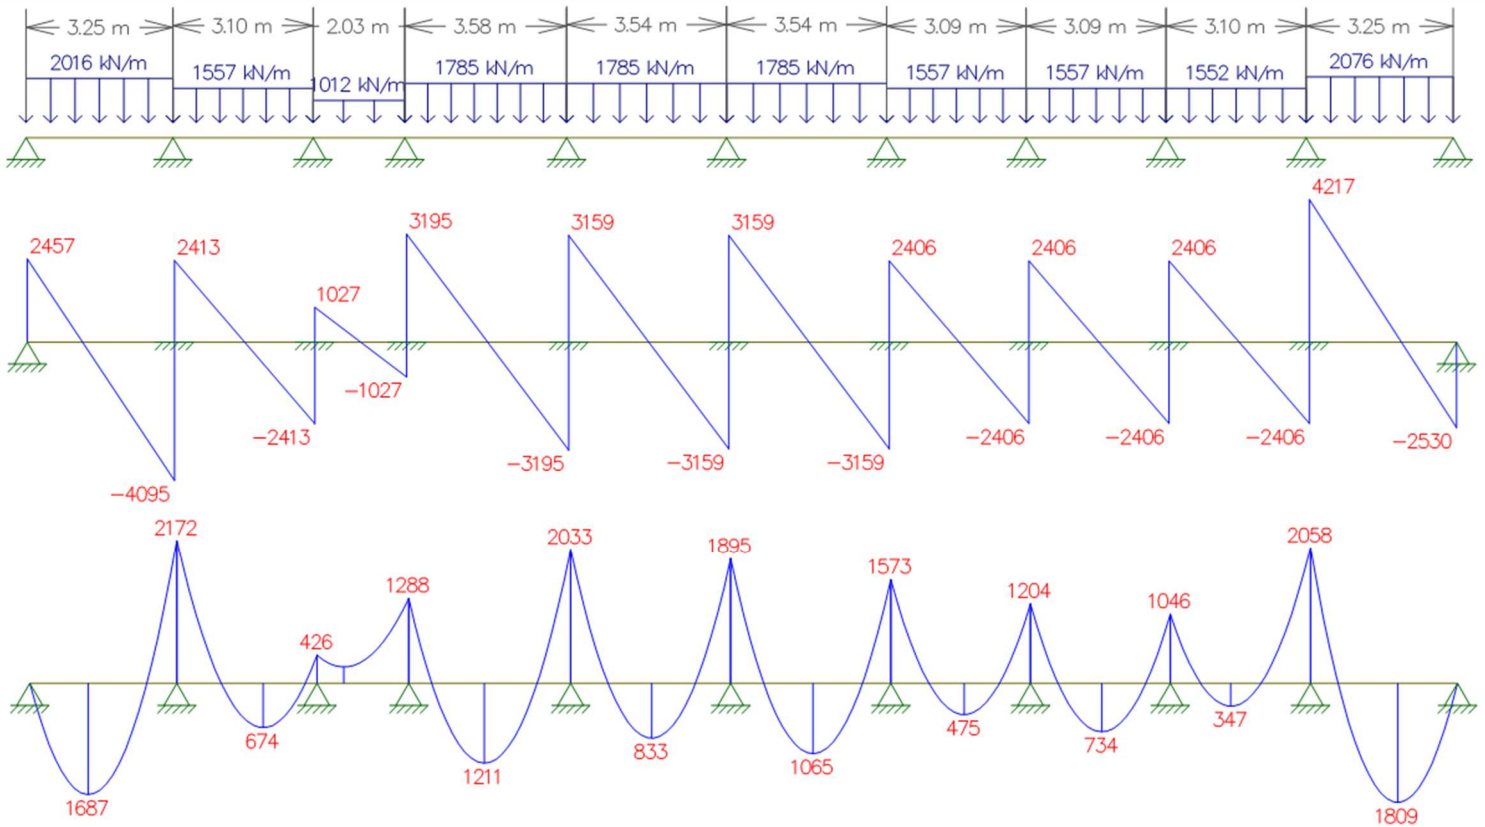 3.25 m 3.10 m 2.03 m 3.58 m 3.54 m 3.54 m 3.09 m 3.09 m 3.10 m 3.25 m
2016 kN/m 1557 kN/m 1012 kN/m 1785 kN/m 1785 kN/m 1785 kN/m 1557 kN/m 1557 kN/m 1552 kN/m 2076 kN/m
2457 2413 1027 3195 3159 3159 2406 2406 2406 4217
−4095 −2413 −1027 −3195 −3159 −3159 −2406 −2406 −2406 −2530
2172 426 1288 2033 1895 1573 1204 1046 2058
1687 674 1211 833 1065 475 734 347 1809